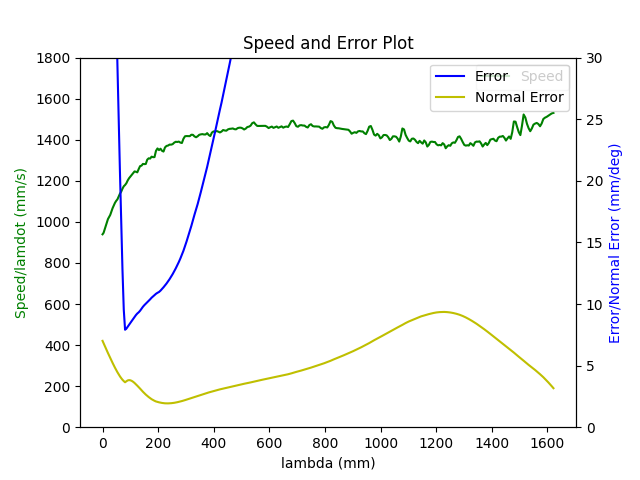 Speed and Error Plot
1800
1600
1400
1200
1000
800
600
400
200
0
Speed/lamdot (mm/s)
0 200 400 600 800 1000 1200 1400 1600
lambda (mm)
30
25
20
15
10
5
0
Error/Normal Error (mm/deg)
Error Speed
Normal Error